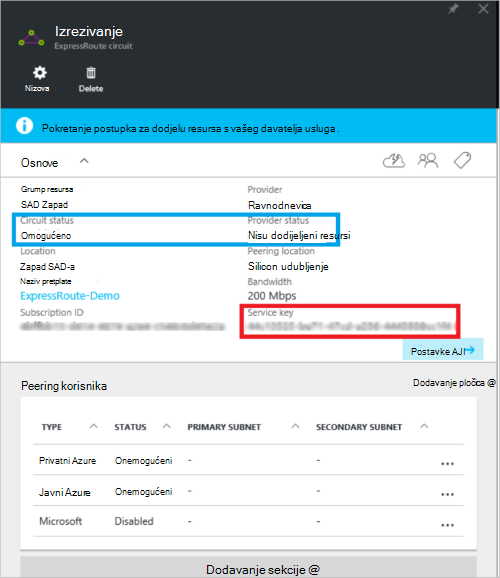 Izrezivanje
ExpressRoute circuit
Nizova
Delete
Pokretanje postupka za dodjelu resursa s vašeg davatelja usluga .
Osnove
Grump resursa
Provider
SAD Zapad
Ravnodnevica
Circuit status
Provider status
Omogućeno
Nisu dodijeljeni resursi
Location
Peering location
Zapad SAD-a
Silicon udubljenje
Naziv pretplate
Bandwidth
ExpressRoute-Demo
200 Mbps
Subscription ID
Service key
Postavke AJI
Peering korisnika
Dodavanje pločica @
TYPE STATUS PRIMARY SUBNET SECONDARY SUBNET
Privatni Azure Onemogućeni - -
Javni Azure Onemogućeni - -
Microsoft Disabled - -
Dodavanje sekcije @